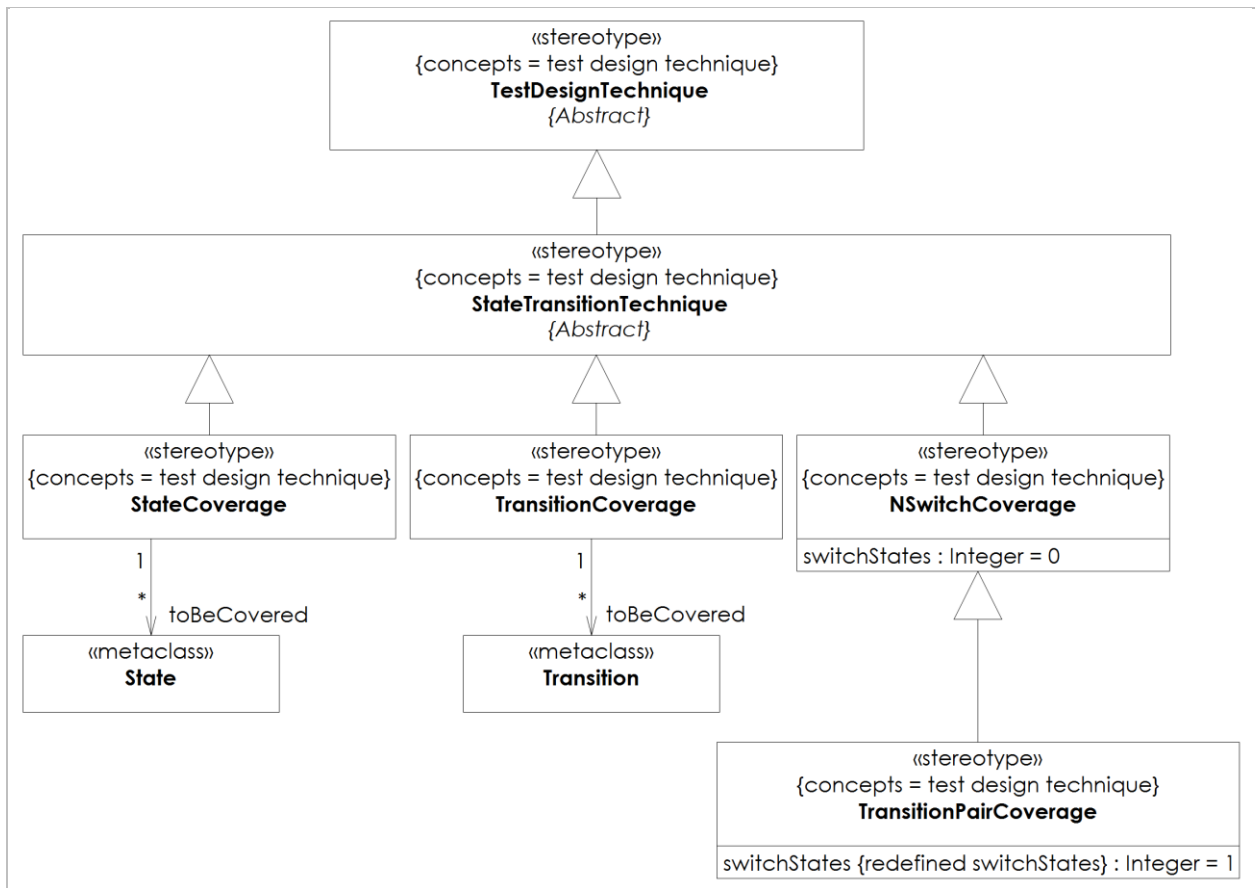 «stereotype»
{concepts = test design technique}
TestDesignTechnique
{Abstract}
«stereotype»
{concepts = test design technique}
StateTransitionTechnique
{Abstract}
«stereotype»
{concepts = test design technique}
StateCoverage
«stereotype»
{concepts = test design technique}
TransitionCoverage
«stereotype»
{concepts = test design technique}
NSwitchCoverage
switchStates : Integer = 0
1
*
toBeCovered
1
*
toBeCovered
«metaclass»
State
«metaclass»
Transition
«stereotype»
{concepts = test design technique}
TransitionPairCoverage
switchStates {redefined switchStates} : Integer = 1